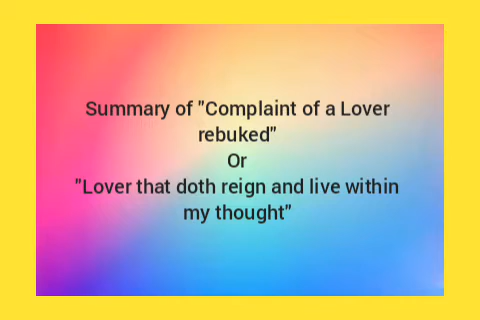 Summary of "Complaint of a Lover
rebuked"
Or
"Lover that doth reign and live within
my thought"